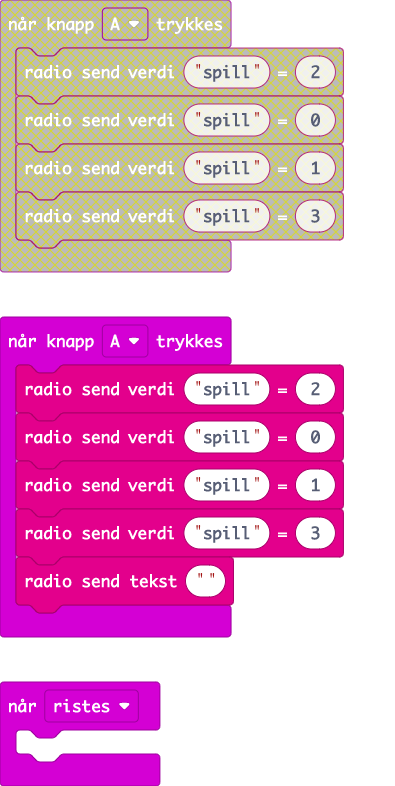 når knapp A trykkes
radio send verdi "spill" = 2
radio send verdi "spill" = 0
radio send verdi "spill" = 1
radio send verdi "spill" = 3
når knapp A trykkes
radio send verdi "spill" = 2
radio send verdi "spill" = 0
radio send verdi "spill" = 1
radio send verdi "spill" = 3
radio send tekst " "
når ristes